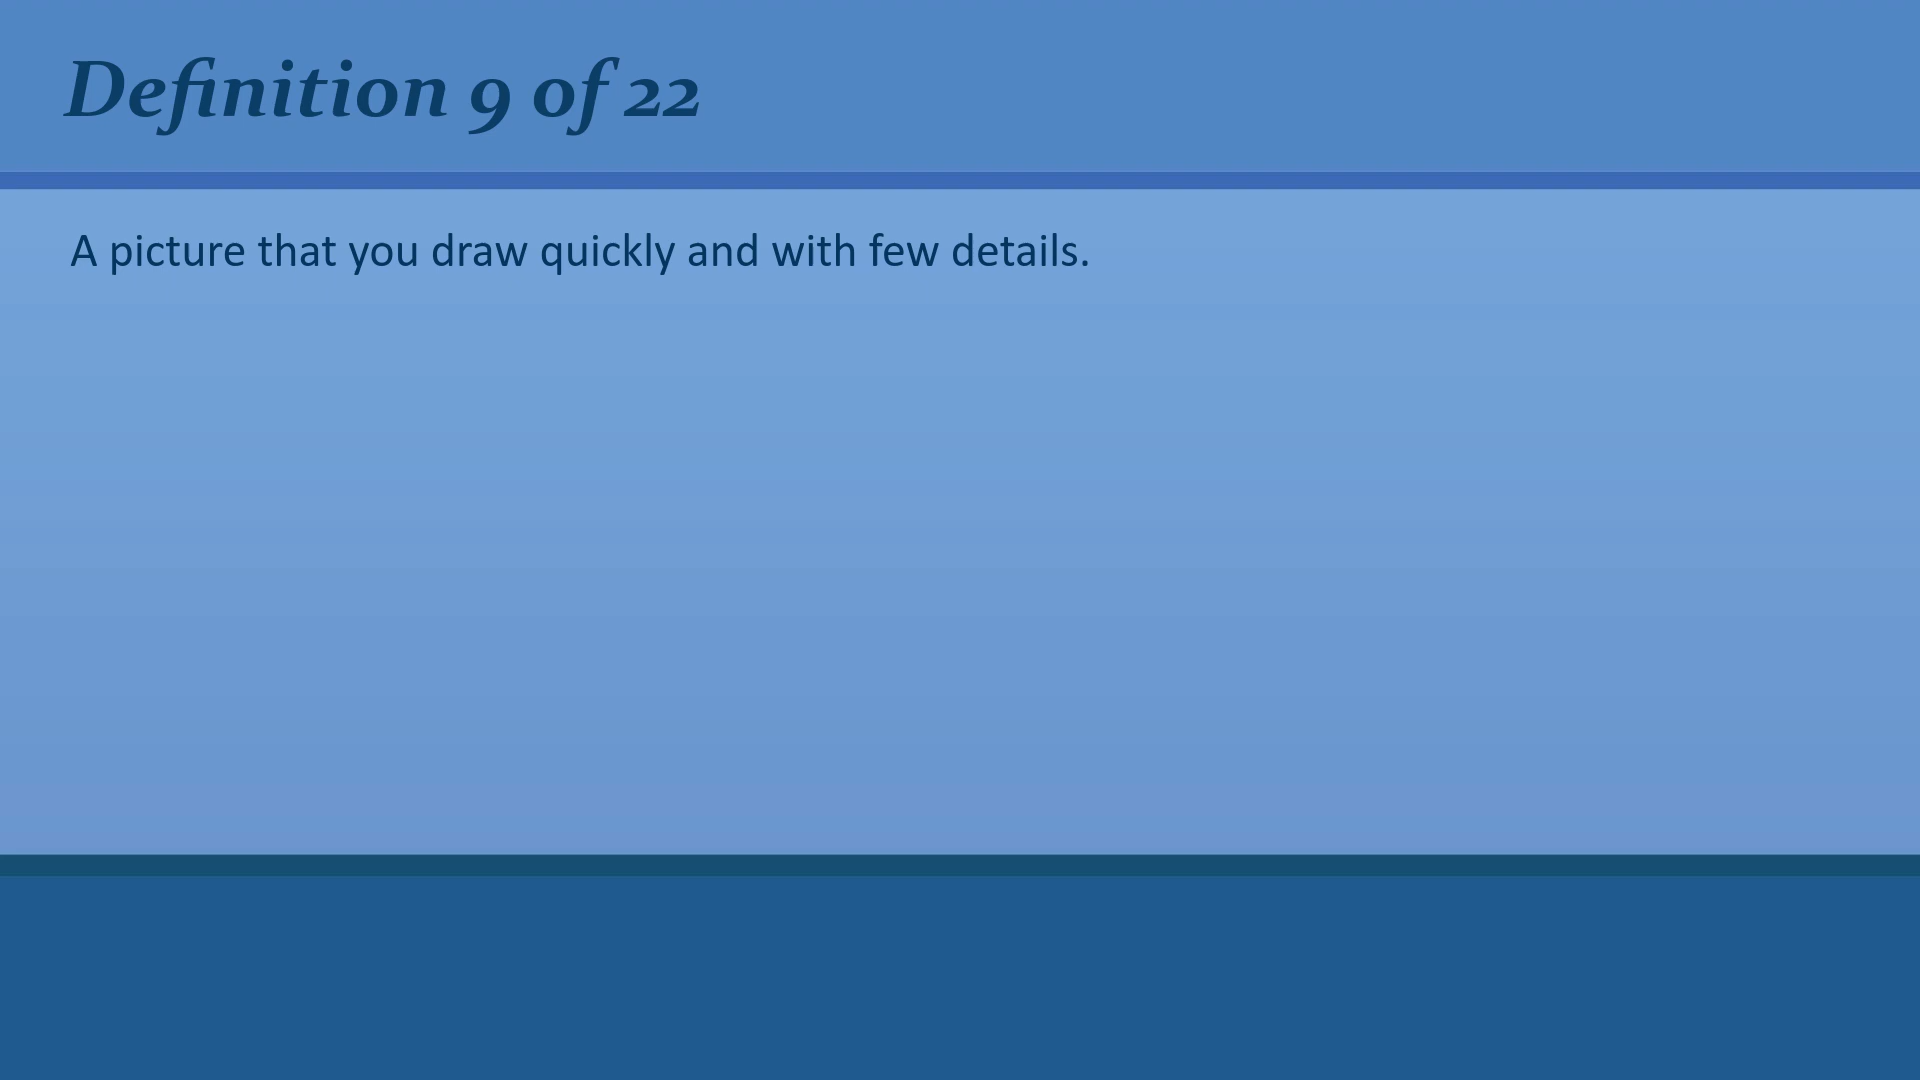 Definition 9 of 22
A picture that you draw quickly and with few details.